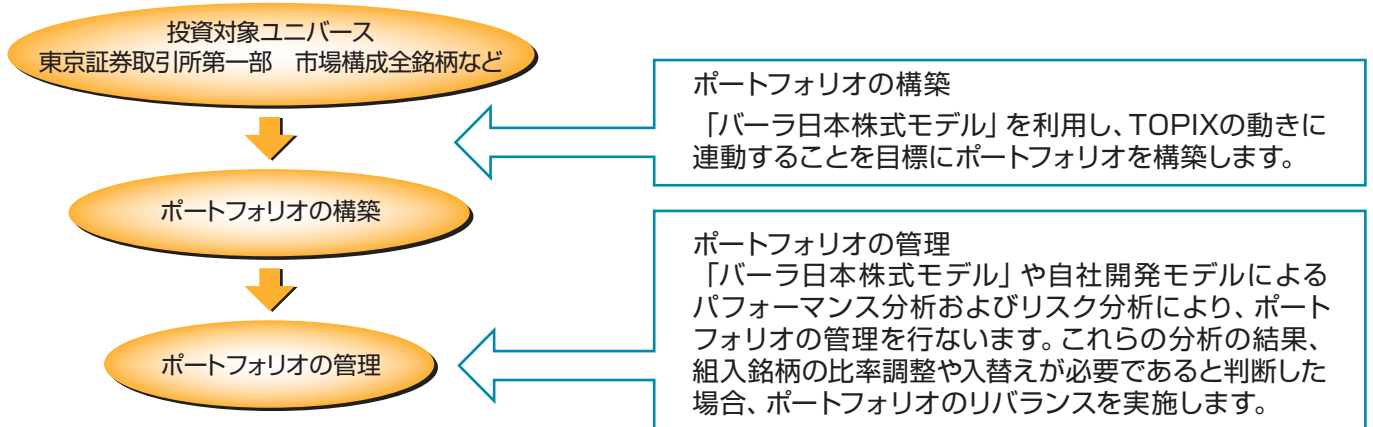 投資対象ユニバース
東京証券取引所第一部　市場構成全銘柄など
ポートフォリオの構築
「バーラ日本株式モデル」を利用し、TOPIXの動きに
連動することを目標にポートフォリオを構築します。
ポートフォリオの構築
ポートフォリオの管理
「バーラ日本株式モデル」や自社開発モデルによる
パフォーマンス分析およびリスク分析により、ポート
フォリオの管理を行ないます。これらの分析の結果、
組入銘柄の比率調整や入替えが必要であると判断した
場合、ポートフォリオのリバランスを実施します。
ポートフォリオの管理